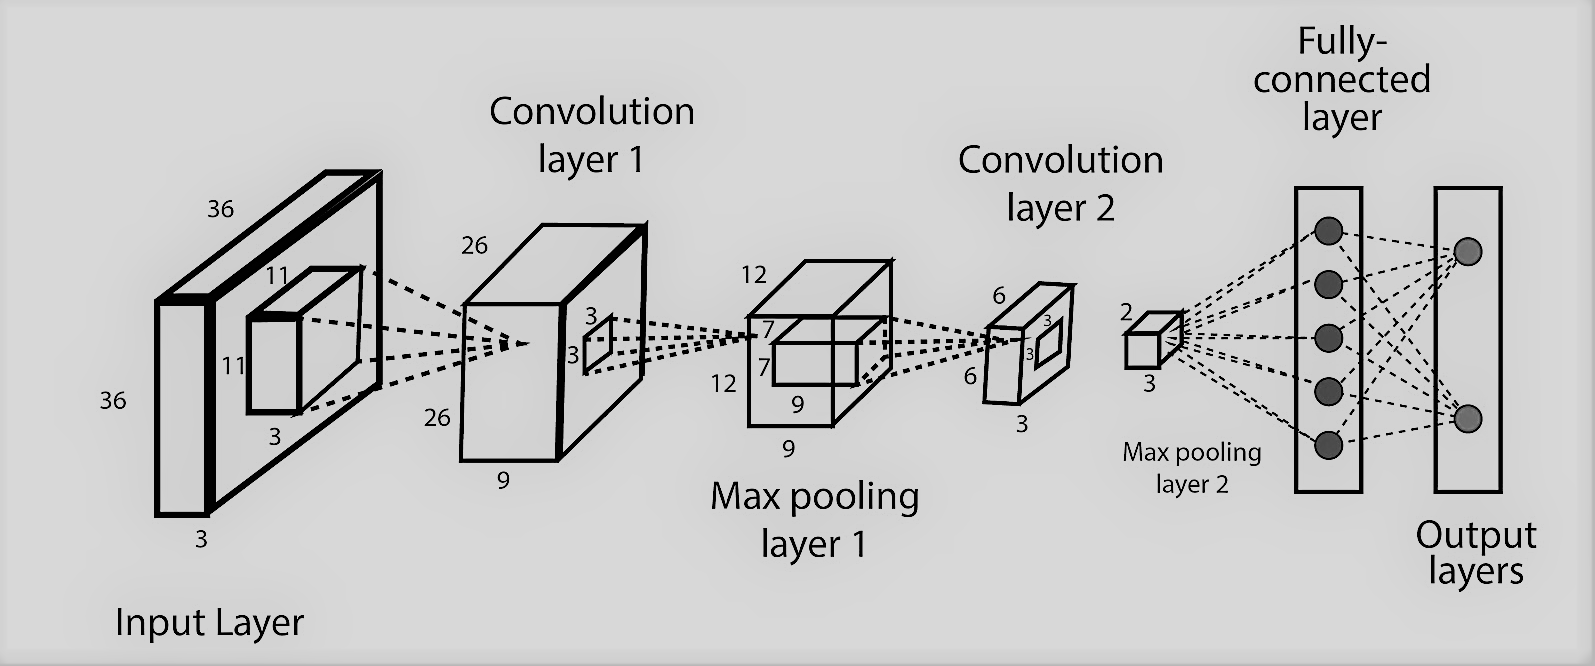 Fully-
connected
layer
Convolution
layer 1
Convolution
layer 2
36
36
11
11
3
3
Input Layer
26
26
9
3
3
12
12
7
7
9
9
Max pooling
layer 1
6
6
3
3
3
2
3
Max pooling
layer 2
Output
layers